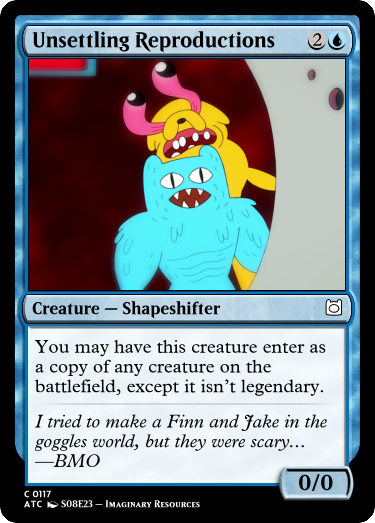 Unsettling Reproductions 2
Creature — Shapeshifter
You may have this creature enter as
a copy of any creature on the
battlefield, except it isn't legendary.
I tried to make a Finn and Jake in the
goggles world, but they were scary…
—BMO
0/0
C 0117
ATC S08E23 — Imaginary Resources